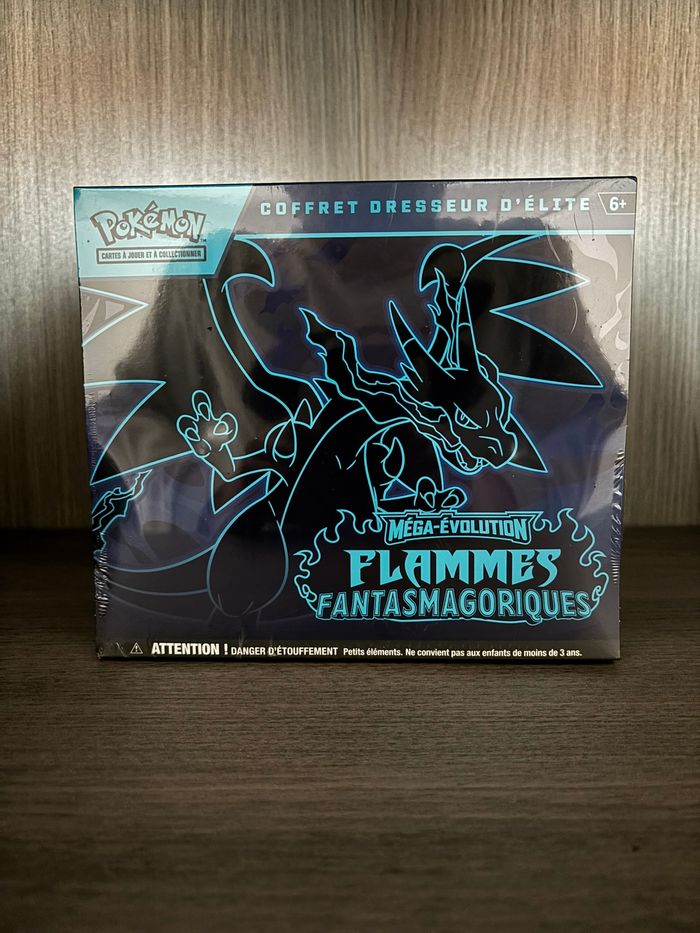 POKÉMON
TM
CARTES À JOUER ET À COLLECTIONNER
COFFRET DRESSEUR D'ÉLITE
6+
MÉGA-ÉVOLUTION
FLAMMES
FANTASMAGORIQUES
ATTENTION ! DANGER D'ÉTOUFFEMENT Petits éléments. Ne convient pas aux enfants de moins de 3 ans.